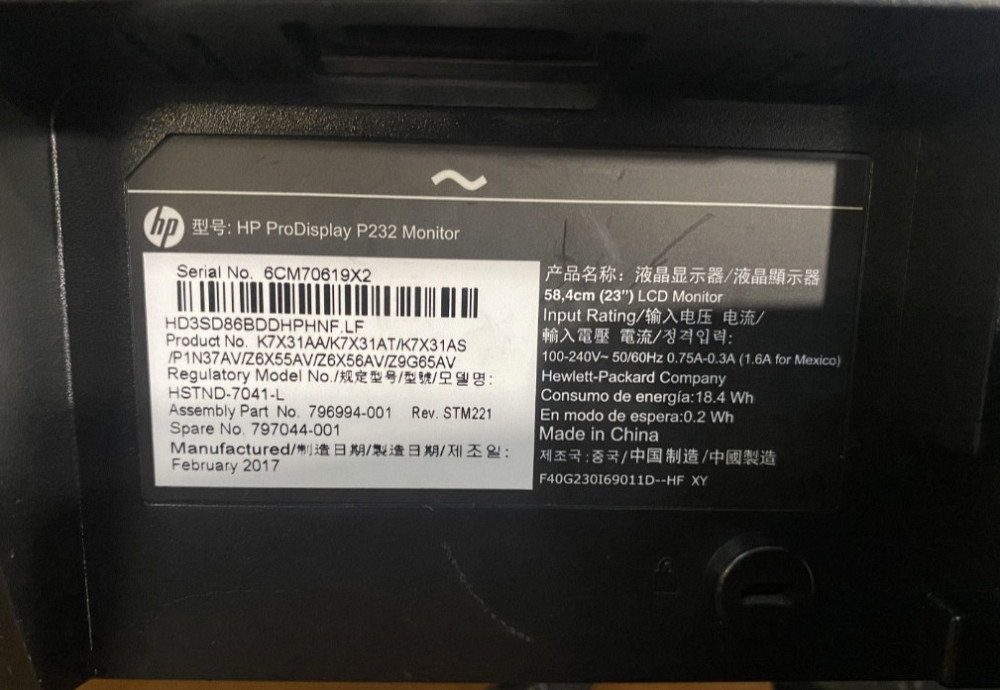 ~
hp 型号: HP ProDisplay P232 Monitor
Serial No. 6CM70619X2
HD3SD86BDDHPHNF.LF
Product No. K7X31AA/K7X31AT/K7X31AS
/P1N37AV/Z6X55AV/Z6X56AV/Z9G65AV
Regulatory Model No./规定型号/型號/모델명:
HSTND-7041-L
Assembly Part No. 796994-001 Rev. STM221
Spare No. 797044-001
Manufactured/制造日期/製造日期/제조일:
February 2017
产品名称: 液晶显示器/液晶顯示器
58,4cm (23") LCD Monitor
Input Rating/输入电压 电流/
輸入電壓 電流/정격입력:
100-240V~ 50/60Hz 0.75A-0.3A (1.6A for Mexico)
Hewlett-Packard Company
Consumo de energía:18.4 Wh
En modo de espera:0.2 Wh
Made in China
제조국:중국/中国制造/中國製造
F40G230I69011D--HF XY